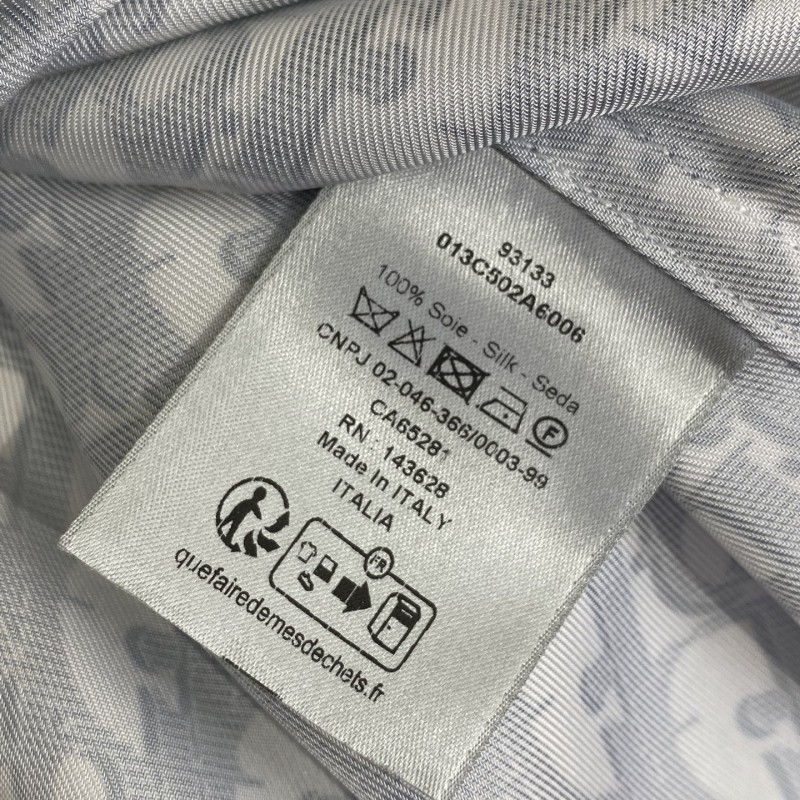 93133
013C502A6006
100% Soie - Silk - Seda
F
CNPJ 02-046-366/0003-99
CA65281
RN : 143628
Made in ITALY
ITALIA
FR
quefairedemesdechets.fr